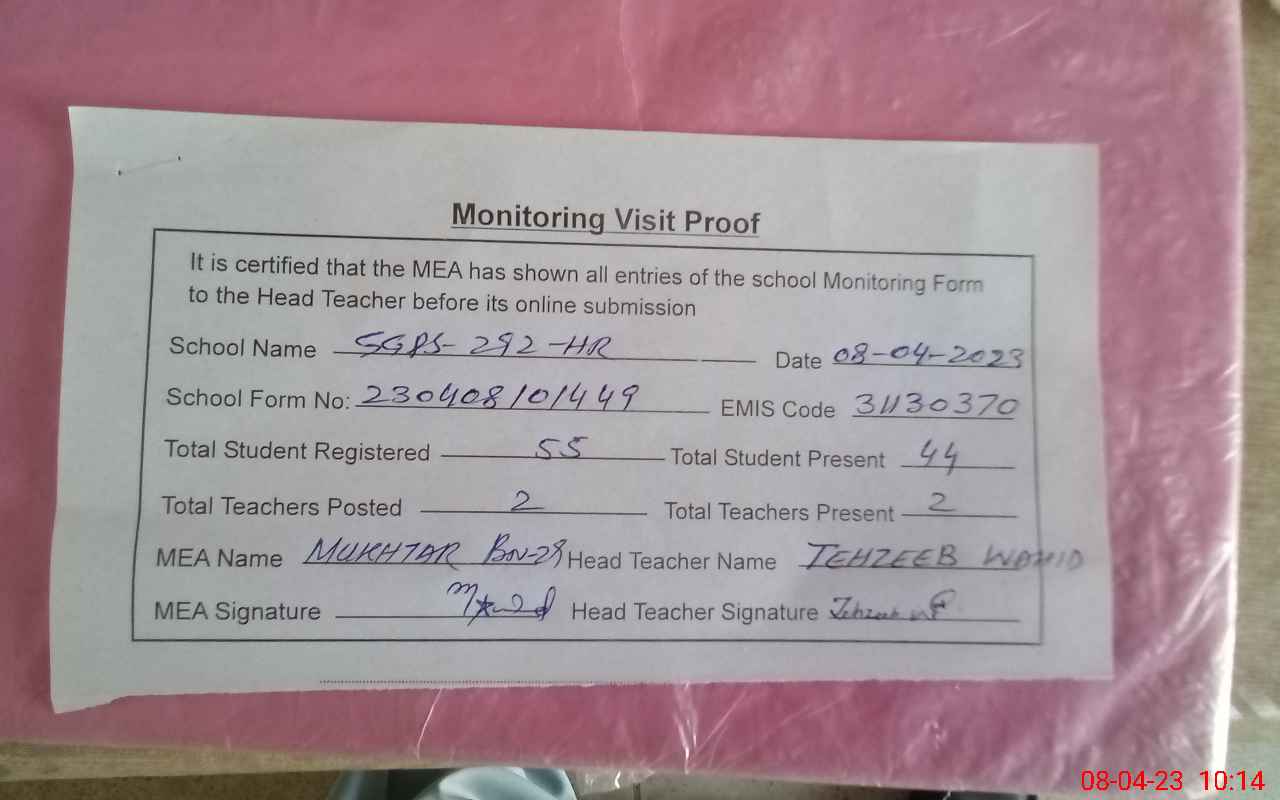 Monitoring Visit Proof
It is certified that the MEA has shown all entries of the school Monitoring Form
to the Head Teacher before its online submission
School Name SGPS-292-HR Date 08-04-2023
School Form No: 230408101449 EMIS Code 31130370
Total Student Registered 55 Total Student Present 44
Total Teachers Posted 2 Total Teachers Present 2
MEA Name MUKHTAR BN-29 Head Teacher Name TEHZEEB WAHID
MEA Signature Head Teacher Signature Tehzeeb
08-04-23 10:14